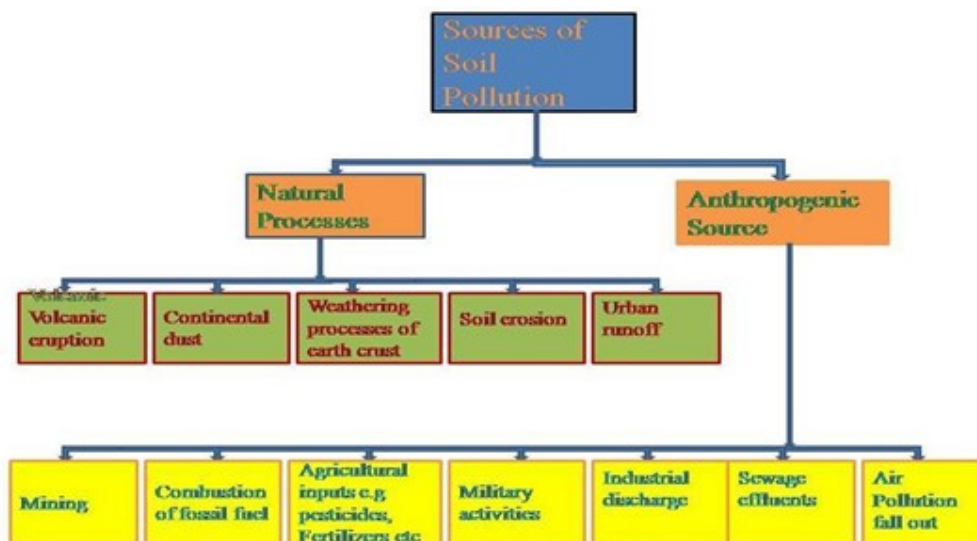 Sources of
Soil
Pollution
Natural
Processes
Anthropogenic
Source
Volcanic
Volcanic
eruption
Continental
dust
Weathering
processes of
earth crust
Soil erosion
Urban
runoff
Mining
Combustion
of fossil fuel
Agricultural
inputs e.g
pesticides,
Fertilizers etc
Military
activities
Industrial
discharge
Sewage
effluents
Air
Pollution
fall out